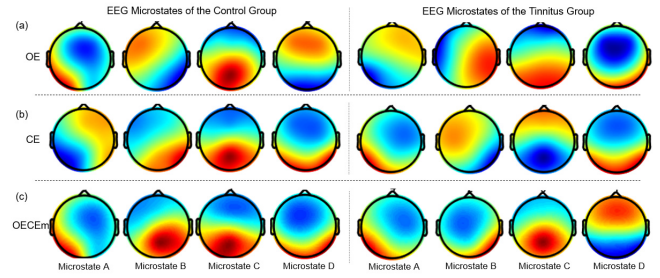 EEG Microstates of the Control Group
EEG Microstates of the Tinnitus Group
(a)
OE
(b)
CE
(c)
OECEm
Microstate A Microstate B Microstate C Microstate D Microstate A Microstate B Microstate C Microstate D